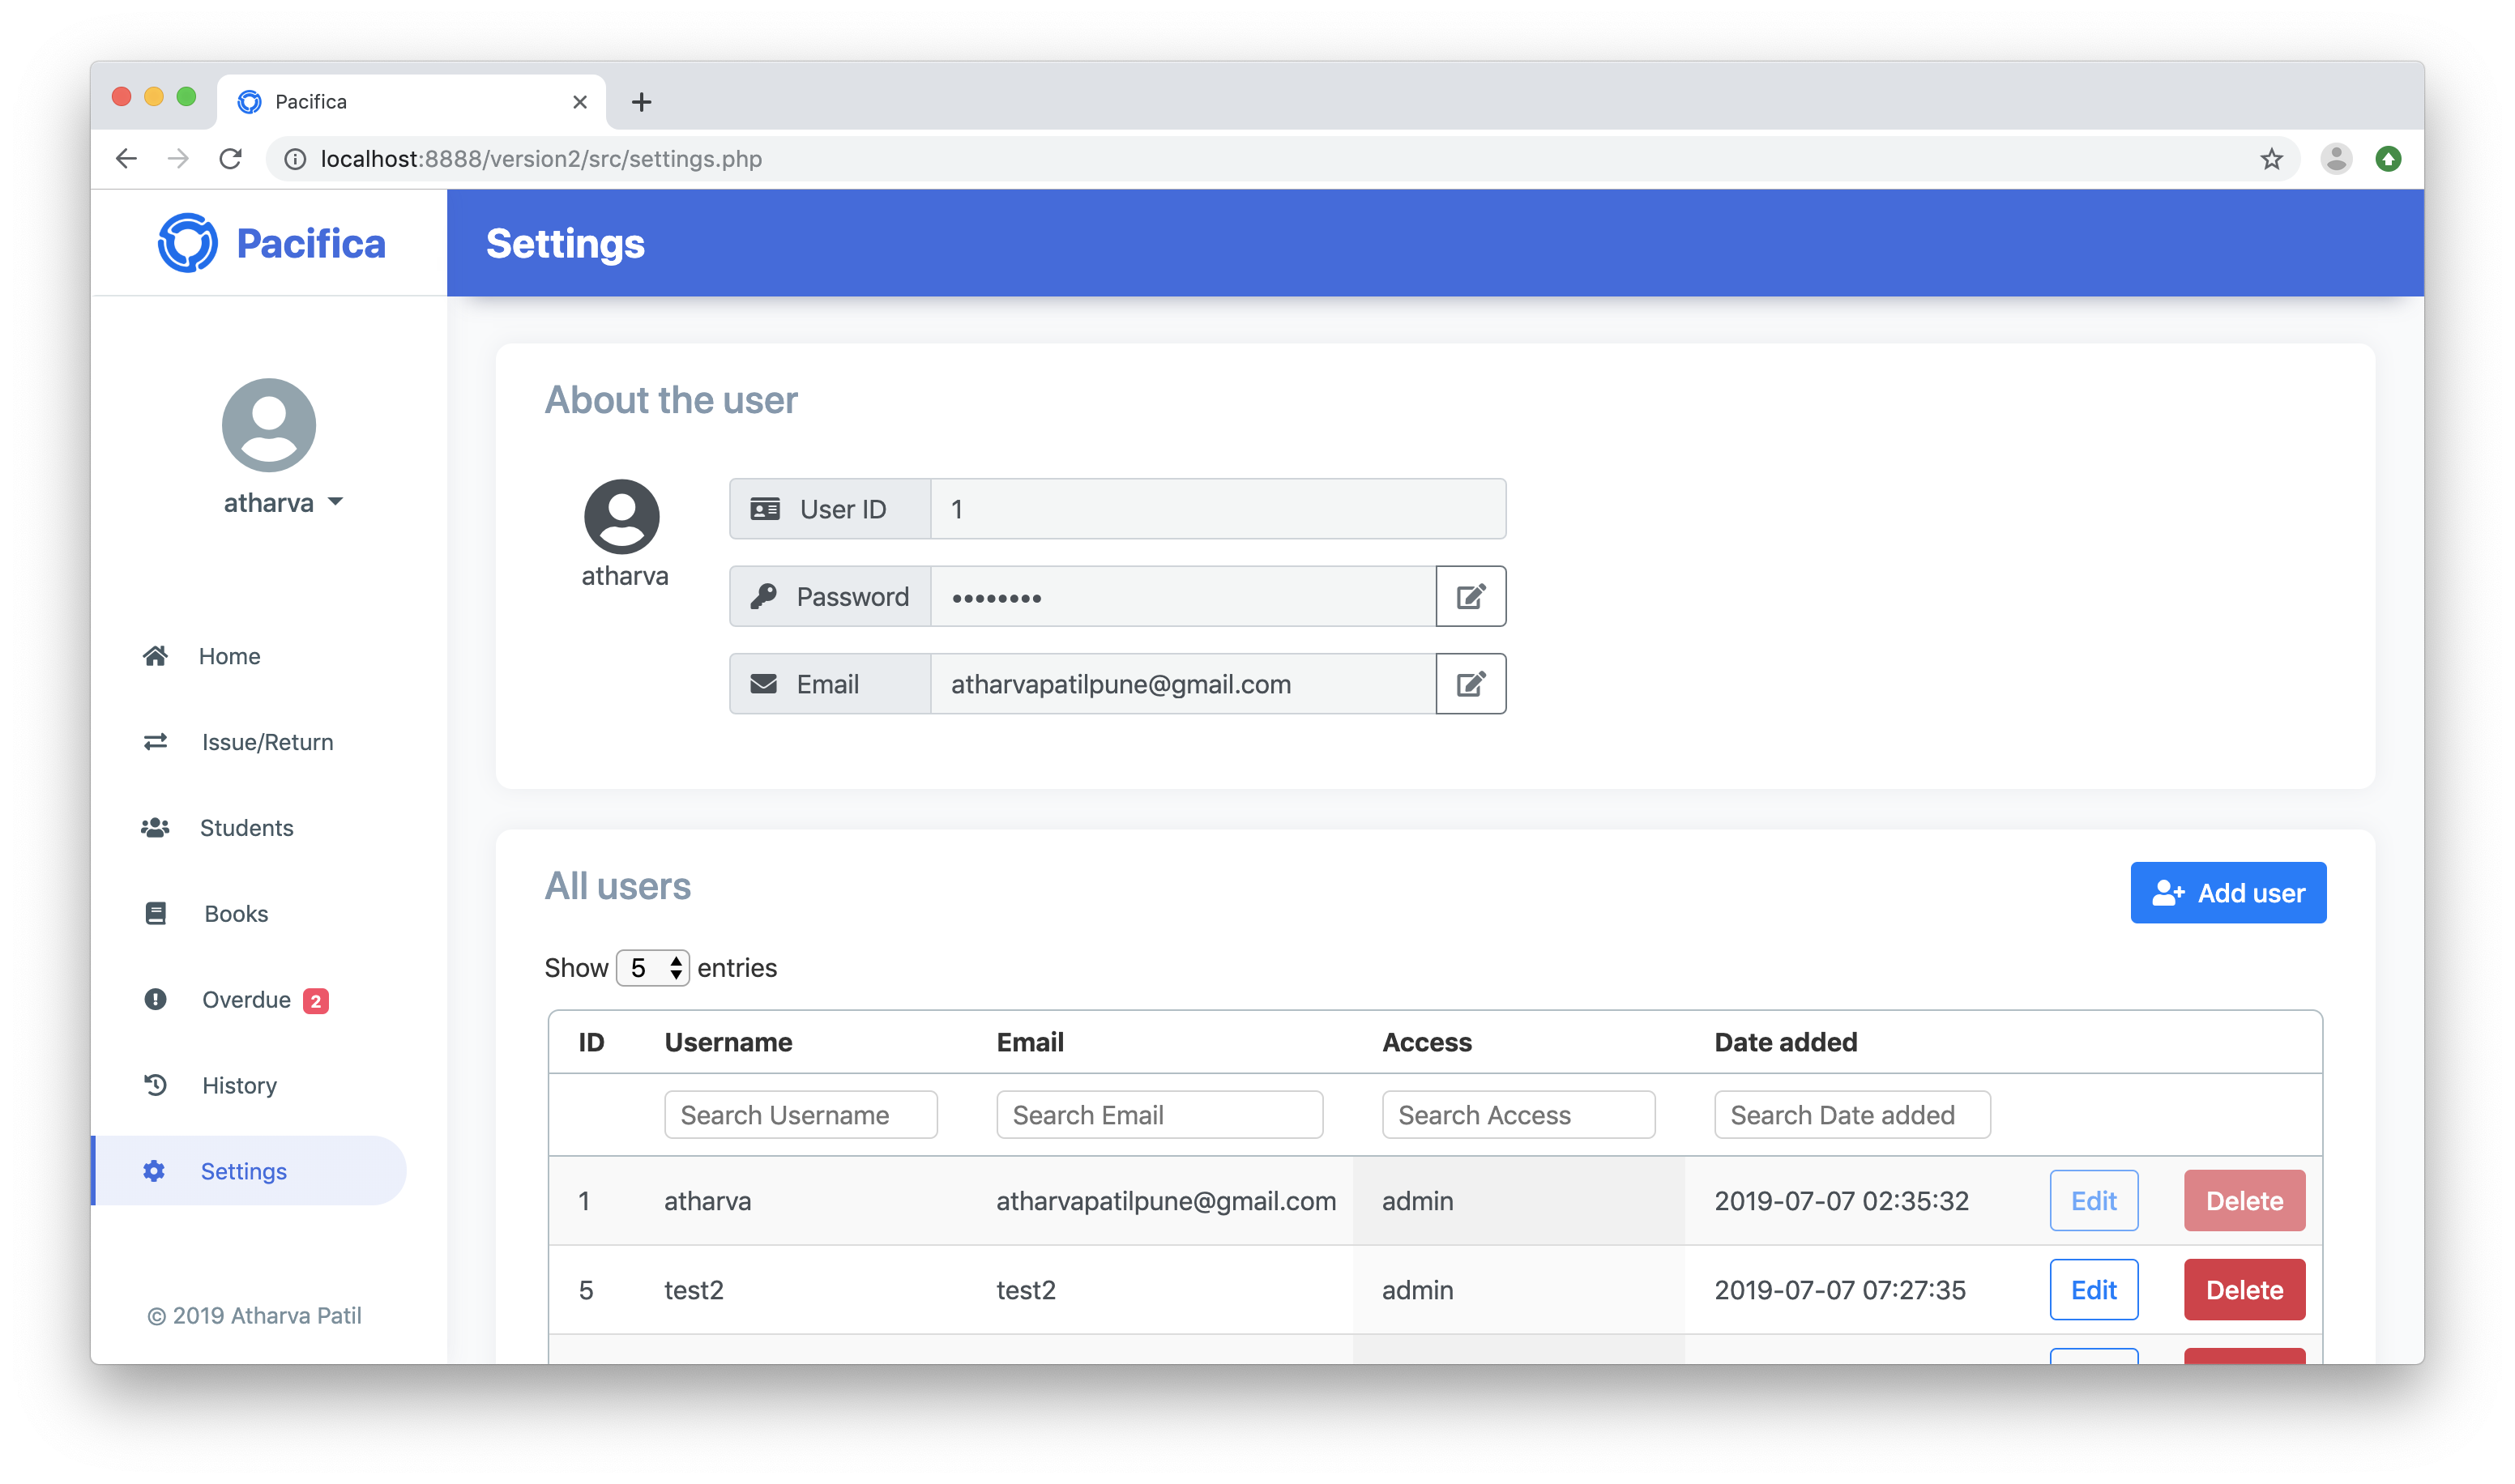 Pacifica
localhost:8888/version2/src/settings.php
Pacifica
Settings
atharva
Home
Issue/Return
Students
Books
Overdue 2
History
Settings
© 2019 Atharva Patil
About the user
atharva
User ID 1
Password ••••••••
Email atharvapatilpune@gmail.com
All users
Add user
Show 5 entries
ID Username Email Access Date added
Search Username Search Email Search Access Search Date added
1 atharva atharvapatilpune@gmail.com admin 2019-07-07 02:35:32 Edit Delete
5 test2 test2 admin 2019-07-07 07:27:35 Edit Delete